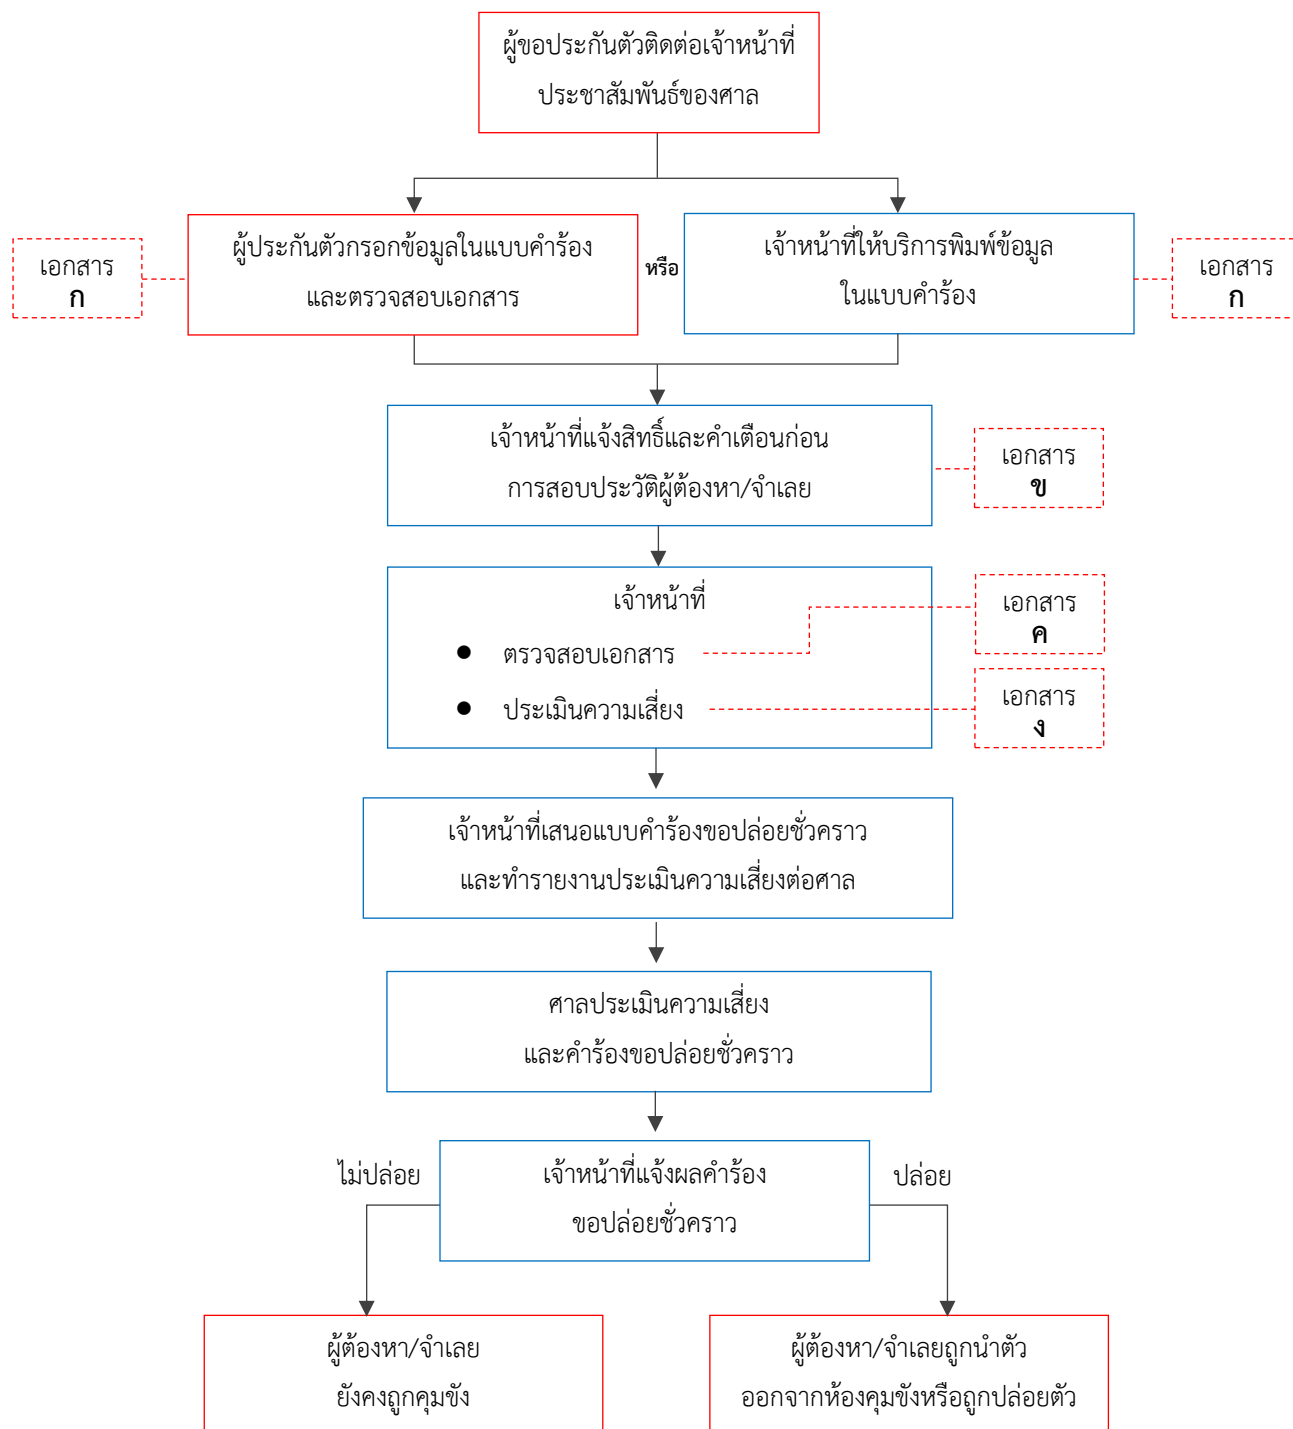 ผู้ขอประกันตัวติดต่อเจ้าหน้าที่
ประชาสัมพันธ์ของศาล
เอกสาร
ก
ผู้ประกันตัวกรอกข้อมูลในแบบคำร้อง
และตรวจสอบเอกสาร
หรือ
เจ้าหน้าที่ให้บริการพิมพ์ข้อมูล
ในแบบคำร้อง
เอกสาร
ก
เจ้าหน้าที่แจ้งสิทธิ์และคำเตือนก่อน
การสอบประวัติผู้ต้องหา/จำเลย
เอกสาร
ข
เจ้าหน้าที่
● ตรวจสอบเอกสาร
● ประเมินความเสี่ยง
เอกสาร
ค
เอกสาร
ง
เจ้าหน้าที่เสนอแบบคำร้องขอปล่อยชั่วคราว
และทำรายงานประเมินความเสี่ยงต่อศาล
ศาลประเมินความเสี่ยง
และคำร้องขอปล่อยชั่วคราว
ไม่ปล่อย
เจ้าหน้าที่แจ้งผลคำร้อง
ขอปล่อยชั่วคราว
ปล่อย
ผู้ต้องหา/จำเลย
ยังคงถูกคุมขัง
ผู้ต้องหา/จำเลยถูกนำตัว
ออกจากห้องคุมขังหรือถูกปล่อยตัว